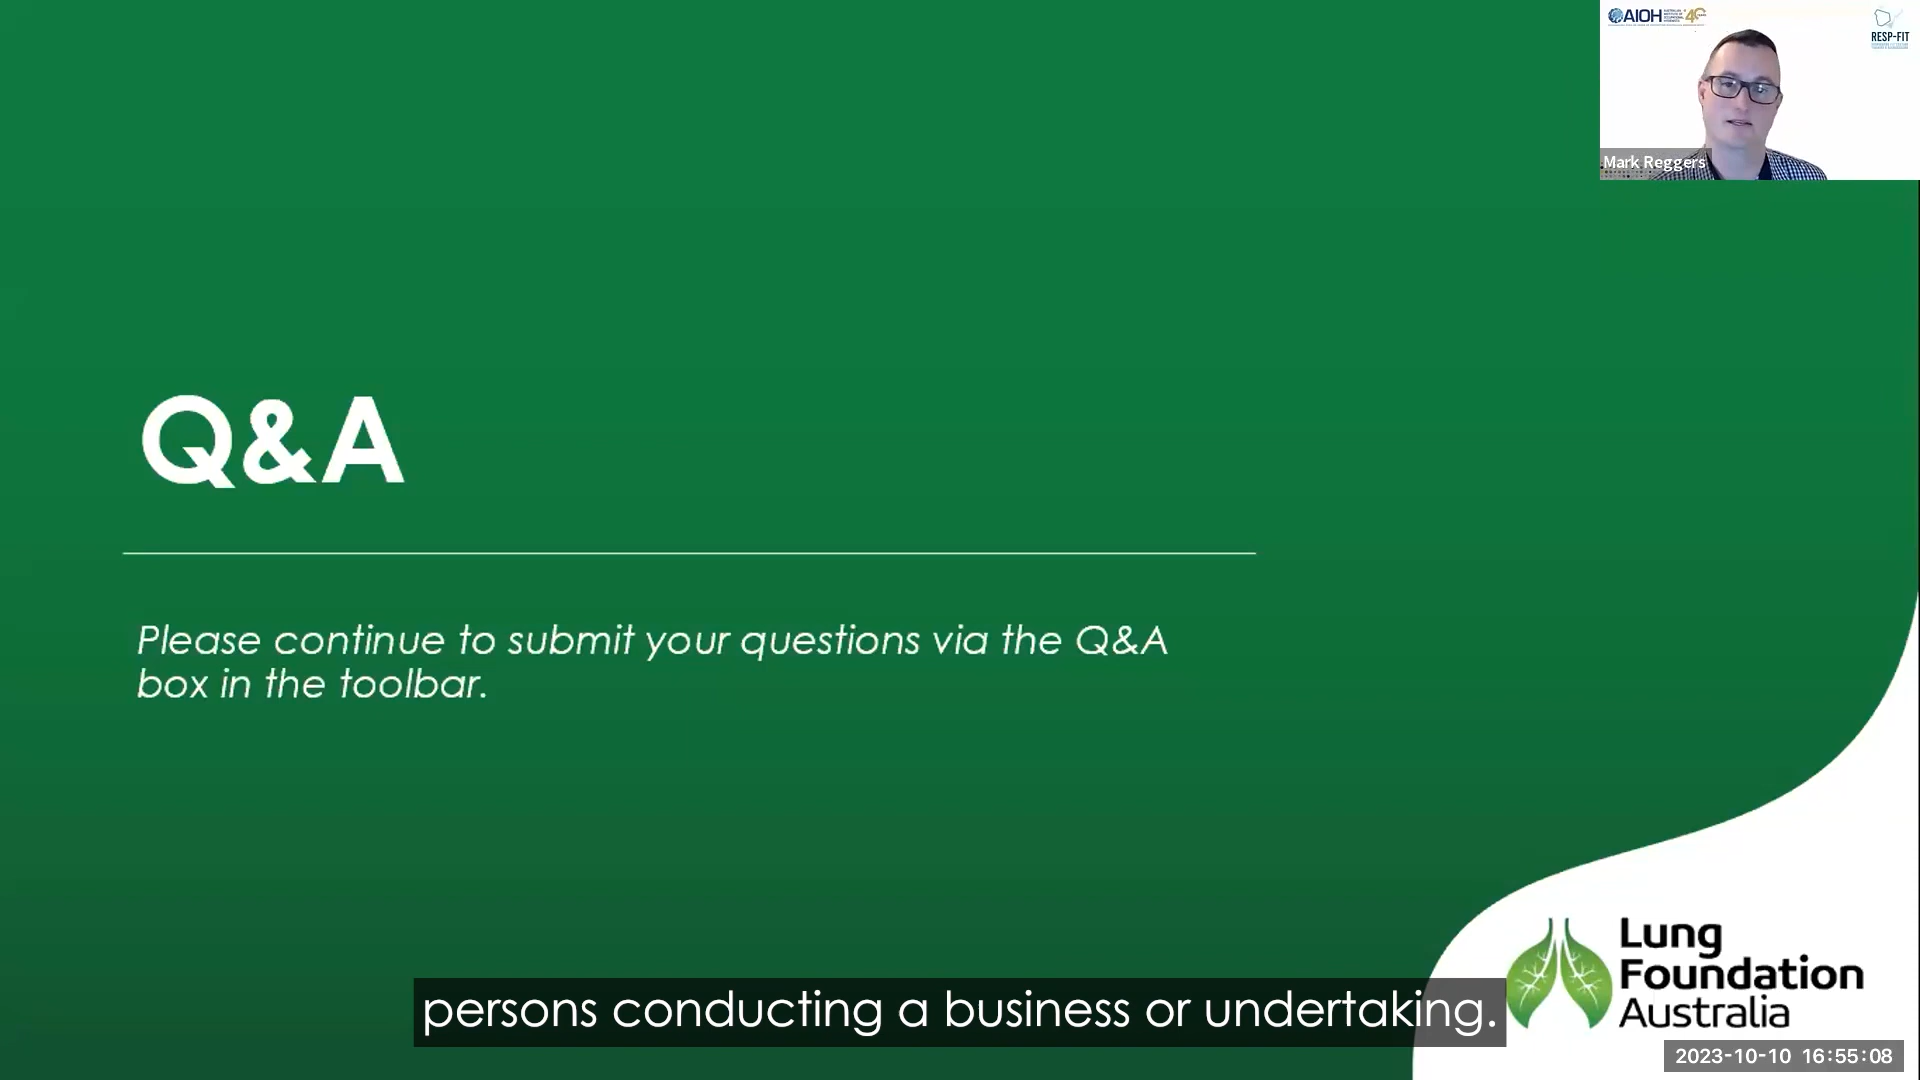 AIOH
40
RESP-FIT
Mark Reggers
Q&A
Please continue to submit your questions via the Q&A
box in the toolbar.
persons conducting a business or undertaking.
Lung
Foundation
Australia
2023-10-10 16:55:08